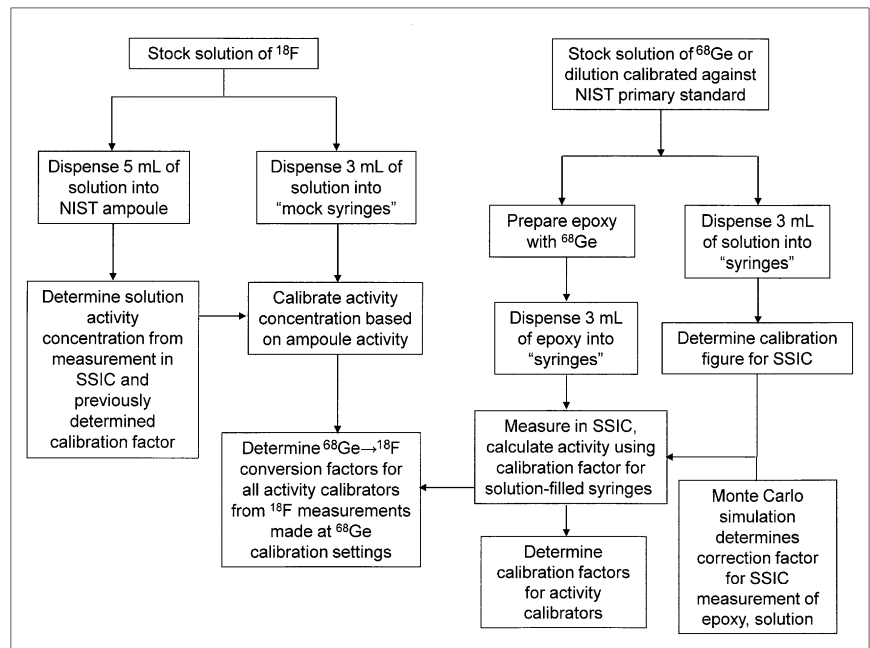 Stock solution of ¹⁸F
Stock solution of ⁶⁸Ge or
dilution calibrated against
NIST primary standard
Dispense 5 mL of
solution into
NIST ampoule
Dispense 3 mL of
solution into
“mock syringes”
Prepare epoxy
with ⁶⁸Ge
Dispense 3 mL
of solution into
“syringes”
Determine solution
activity
concentration from
measurement in
SSIC and
previously
determined
calibration factor
Calibrate activity
concentration based
on ampoule activity
Dispense 3 mL
of epoxy into
“syringes”
Determine calibration
figure for SSIC
Determine ⁶⁸Ge→¹⁸F
conversion factors for
all activity calibrators
from ¹⁸F measurements
made at ⁶⁸Ge
calibration settings
Measure in SSIC,
calculate activity using
calibration factor for
solution-filled syringes
Monte Carlo
simulation
determines
correction factor
for SSIC
measurement of
epoxy, solution
Determine
calibration factors
for activity
calibrators